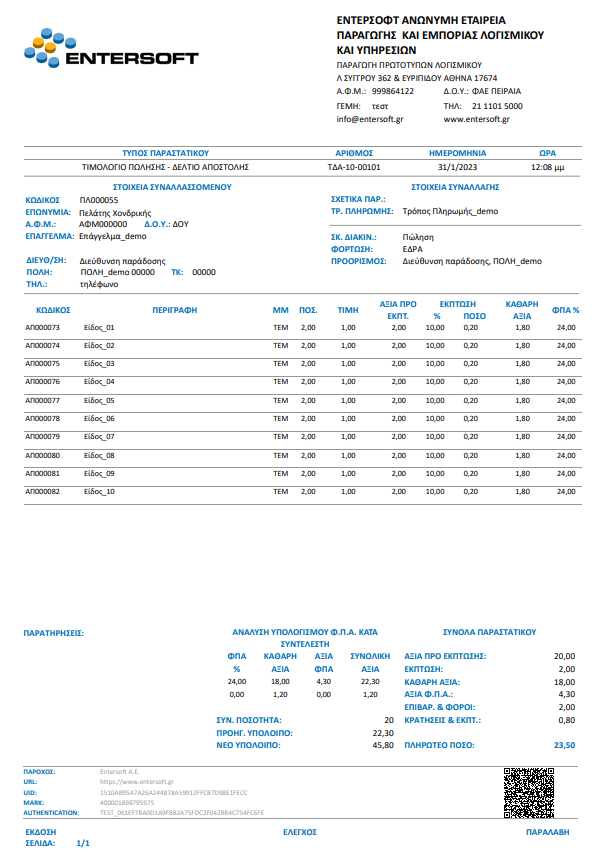 ENTERSOFT
ΕΝΤΕΡΣΟΦΤ ΑΝΩΝΥΜΗ ΕΤΑΙΡΕΙΑ
ΠΑΡΑΓΩΓΗΣ ΚΑΙ ΕΜΠΟΡΙΑΣ ΛΟΓΙΣΜΙΚΟΥ
ΚΑΙ ΥΠΗΡΕΣΙΩΝ
ΠΑΡΑΓΩΓΗ ΠΡΩΤΟΤΥΠΩΝ ΛΟΓΙΣΜΙΚΟΥ
Λ ΣΥΓΓΡΟΥ 362 & ΕΥΡΙΠΙΔΟΥ ΑΘΗΝΑ 17674
Α.Φ.Μ.: 999864122 Δ.Ο.Υ.: ΦΑΕ ΠΕΙΡΑΙΑ
ΓΕΜΗ: τεστ ΤΗΛ: 21 1101 5000
info@entersoft.gr www.entersoft.gr
ΤΥΠΟΣ ΠΑΡΑΣΤΑΤΙΚΟΥ ΑΡΙΘΜΟΣ ΗΜΕΡΟΜΗΝΙΑ ΩΡΑ
ΤΙΜΟΛΟΓΙΟ ΠΩΛΗΣΗΣ - ΔΕΛΤΙΟ ΑΠΟΣΤΟΛΗΣ ΤΔΑ-10-00101 31/1/2023 12:08 μμ
ΣΤΟΙΧΕΙΑ ΣΥΝΑΛΛΑΣΣΟΜΕΝΟΥ
ΚΩΔΙΚΟΣ ΠΛ000055
ΕΠΩΝΥΜΙΑ: Πελάτης Χονδρικής
Α.Φ.Μ.: ΑΦΜ000000 Δ.Ο.Υ.: ΔΟΥ
ΕΠΑΓΓΕΛΜΑ: Επάγγελμα_demo
ΔΙΕΥΘ/ΣΗ: Διεύθυνση παράδοσης
ΠΟΛΗ: ΠΟΛΗ_demo 00000 ΤΚ: 00000
ΤΗΛ.: τηλέφωνο
ΣΤΟΙΧΕΙΑ ΣΥΝΑΛΛΑΓΗΣ
ΣΧΕΤΙΚΑ ΠΑΡ.:
ΤΡ. ΠΛΗΡΩΜΗΣ: Τρόπος Πληρωμής_demo
ΣΚ. ΔΙΑΚΙΝ.: Πώληση
ΦΟΡΤΩΣΗ: ΕΔΡΑ
ΠΡΟΟΡΙΣΜΟΣ: Διεύθυνση παράδοσης, ΠΟΛΗ_demo
ΚΩΔΙΚΟΣ ΠΕΡΙΓΡΑΦΗ ΜΜ ΠΟΣ. ΤΙΜΗ ΑΞΙΑ ΠΡΟ ΕΚΠΤ. ΕΚΠΤΩΣΗ % ΠΟΣΟ ΚΑΘΑΡΗ ΑΞΙΑ ΦΠΑ %
ΑΠ000073 Είδος_01 ΤΕΜ 2,00 1,00 2,00 10,00 0,20 1,80 24,00
ΑΠ000074 Είδος_02 ΤΕΜ 2,00 1,00 2,00 10,00 0,20 1,80 24,00
ΑΠ000075 Είδος_03 ΤΕΜ 2,00 1,00 2,00 10,00 0,20 1,80 24,00
ΑΠ000076 Είδος_04 ΤΕΜ 2,00 1,00 2,00 10,00 0,20 1,80 24,00
ΑΠ000077 Είδος_05 ΤΕΜ 2,00 1,00 2,00 10,00 0,20 1,80 24,00
ΑΠ000078 Είδος_06 ΤΕΜ 2,00 1,00 2,00 10,00 0,20 1,80 24,00
ΑΠ000079 Είδος_07 ΤΕΜ 2,00 1,00 2,00 10,00 0,20 1,80 24,00
ΑΠ000080 Είδος_08 ΤΕΜ 2,00 1,00 2,00 10,00 0,20 1,80 24,00
ΑΠ000081 Είδος_09 ΤΕΜ 2,00 1,00 2,00 10,00 0,20 1,80 24,00
ΑΠ000082 Είδος_10 ΤΕΜ 2,00 1,00 2,00 10,00 0,20 1,80 24,00
ΠΑΡΑΤΗΡΗΣΕΙΣ:
ΑΝΑΛΥΣΗ ΥΠΟΛΟΓΙΣΜΟΥ Φ.Π.Α. ΚΑΤΑ
ΣΥΝΤΕΛΕΣΤΗ
ΦΠΑ ΚΑΘΑΡΗ ΑΞΙΑ ΣΥΝΟΛΙΚΗ
% ΑΞΙΑ ΦΠΑ ΑΞΙΑ
24,00 18,00 4,30 22,30
0,00 1,20 0,00 1,20
ΣΥΝ. ΠΟΣΟΤΗΤΑ: 20
ΠΡΟΗΓ. ΥΠΟΛΟΙΠΟ: 22,30
ΝΕΟ ΥΠΟΛΟΙΠΟ: 45,80
ΣΥΝΟΛΑ ΠΑΡΑΣΤΑΤΙΚΟΥ
ΑΞΙΑ ΠΡΟ ΕΚΠΤΩΣΗΣ: 20,00
ΕΚΠΤΩΣΗ: 2,00
ΚΑΘΑΡΗ ΑΞΙΑ: 18,00
ΑΞΙΑ Φ.Π.Α.: 4,30
ΕΠΙΒΑΡ. & ΦΟΡΟΙ: 2,00
ΚΡΑΤΗΣΕΙΣ & ΕΚΠΤ.: 0,80
ΠΛΗΡΩΤΕΟ ΠΟΣΟ: 23,50
ΠΑΡΟΧΟΣ: Entersoft A.E.
URL: https://www.entersoft.gr
UID: 1510AB95A7A26A244878A59912FFC87D98E1FECC
MARK: 400001898795975
AUTHENTICATION: TEST_061EF7BA0D1A9F8B2A75FDC2F042BB4C754FC6FE
ΕΚΔΟΣΗ ΕΛΕΓΧΟΣ ΠΑΡΑΛΑΒΗ
ΣΕΛΙΔΑ: 1/1